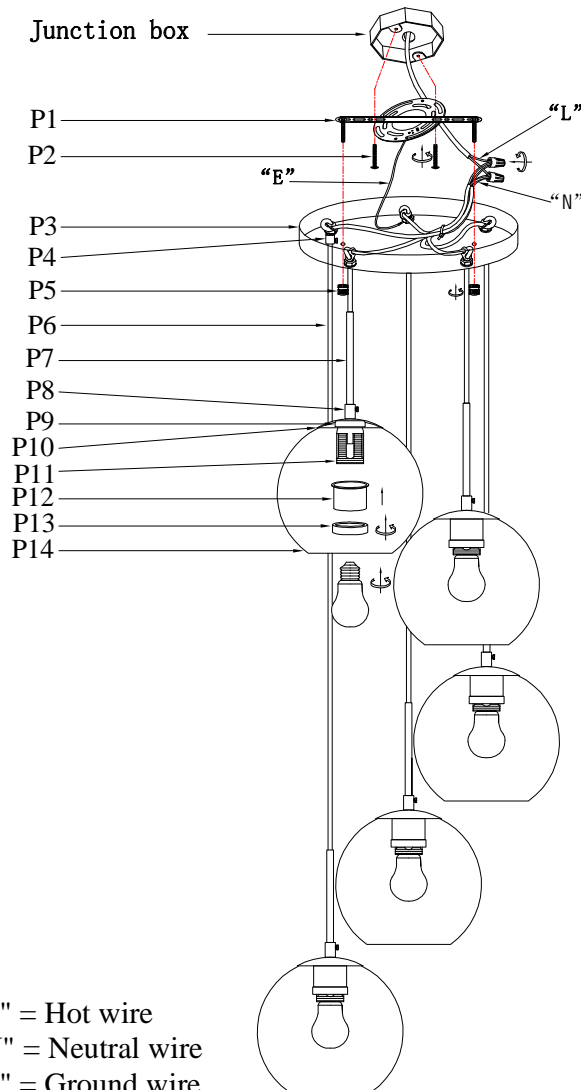 Junction box
P1
"L"
P2
"E"
"N"
P3
P4
P5
P6
P7
P8
P9
P10
P11
P12
P13
P14
" = Hot wire
" = Neutral wire
" = Ground wire